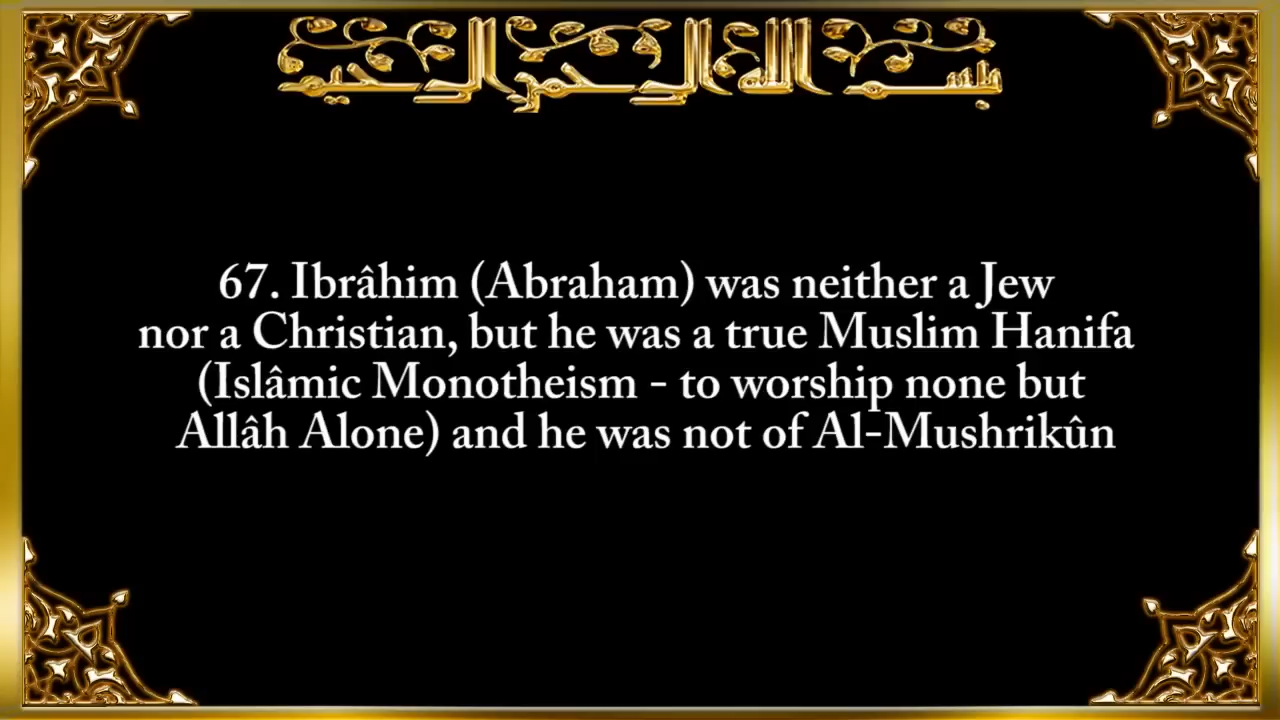 بسم الله الرحمن الرحيم
67. Ibrâhim (Abraham) was neither a Jew
nor a Christian, but he was a true Muslim Hanifa
(Islâmic Monotheism - to worship none but
Allâh Alone) and he was not of Al-Mushrikûn